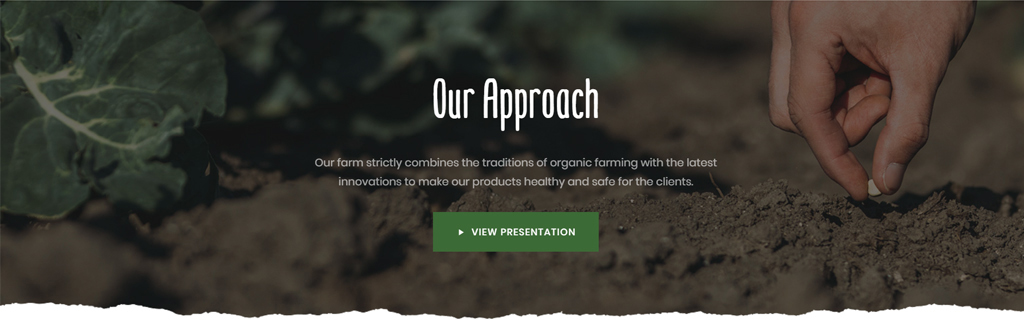 Our Approach
Our farm strictly combines the traditions of organic farming with the latest
innovations to make our products healthy and safe for the clients.
VIEW PRESENTATION